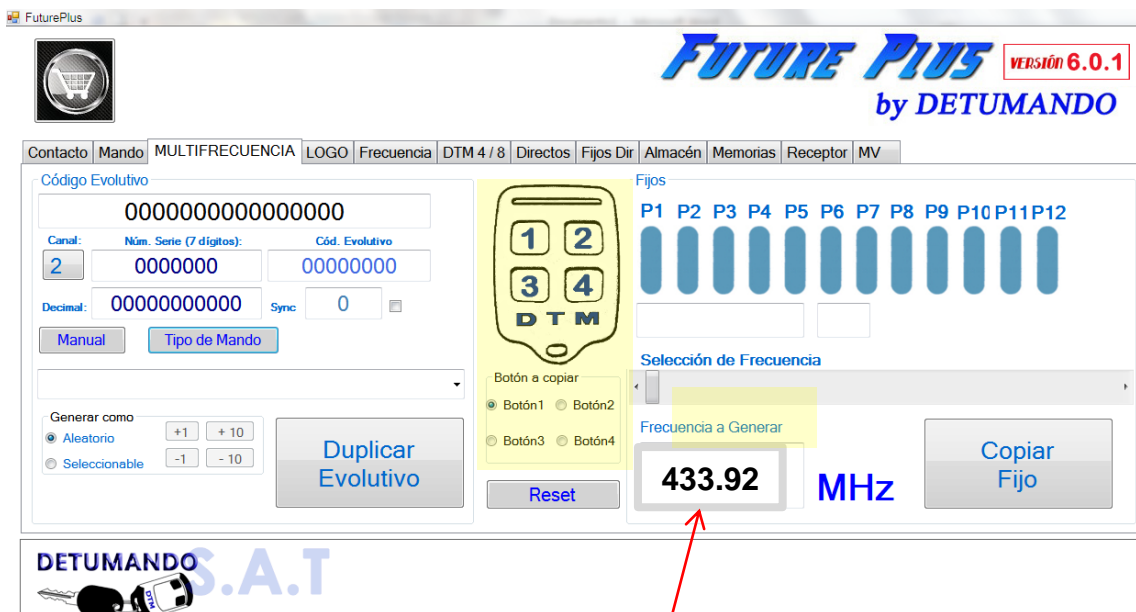 FuturePlus
FUTURE PLUS
VERSIÓN 6.0.1
by DETUMANDO
Contacto Mando MULTIFRECUENCIA LOGO Frecuencia DTM 4 / 8 Directos Fijos Dir Almacén Memorias Receptor MV
Código Evolutivo
0000000000000000
Canal: Núm. Serie (7 dígitos): Cód. Evolutivo
2 0000000 00000000
Decimal: 00000000000 Sync 0
Manual Tipo de Mando
Generar como
Aleatorio +1 + 10
Seleccionable -1 - 10
Duplicar
Evolutivo
1 2
3 4
DTM
Botón a copiar
Botón1 Botón2
Botón3 Botón4
Reset
Fijos
P1 P2 P3 P4 P5 P6 P7 P8 P9 P10 P11 P12
Selección de Frecuencia
Frecuencia a Generar
433.92 MHz
Copiar
Fijo
DETUMANDO
S.A.T
DTM